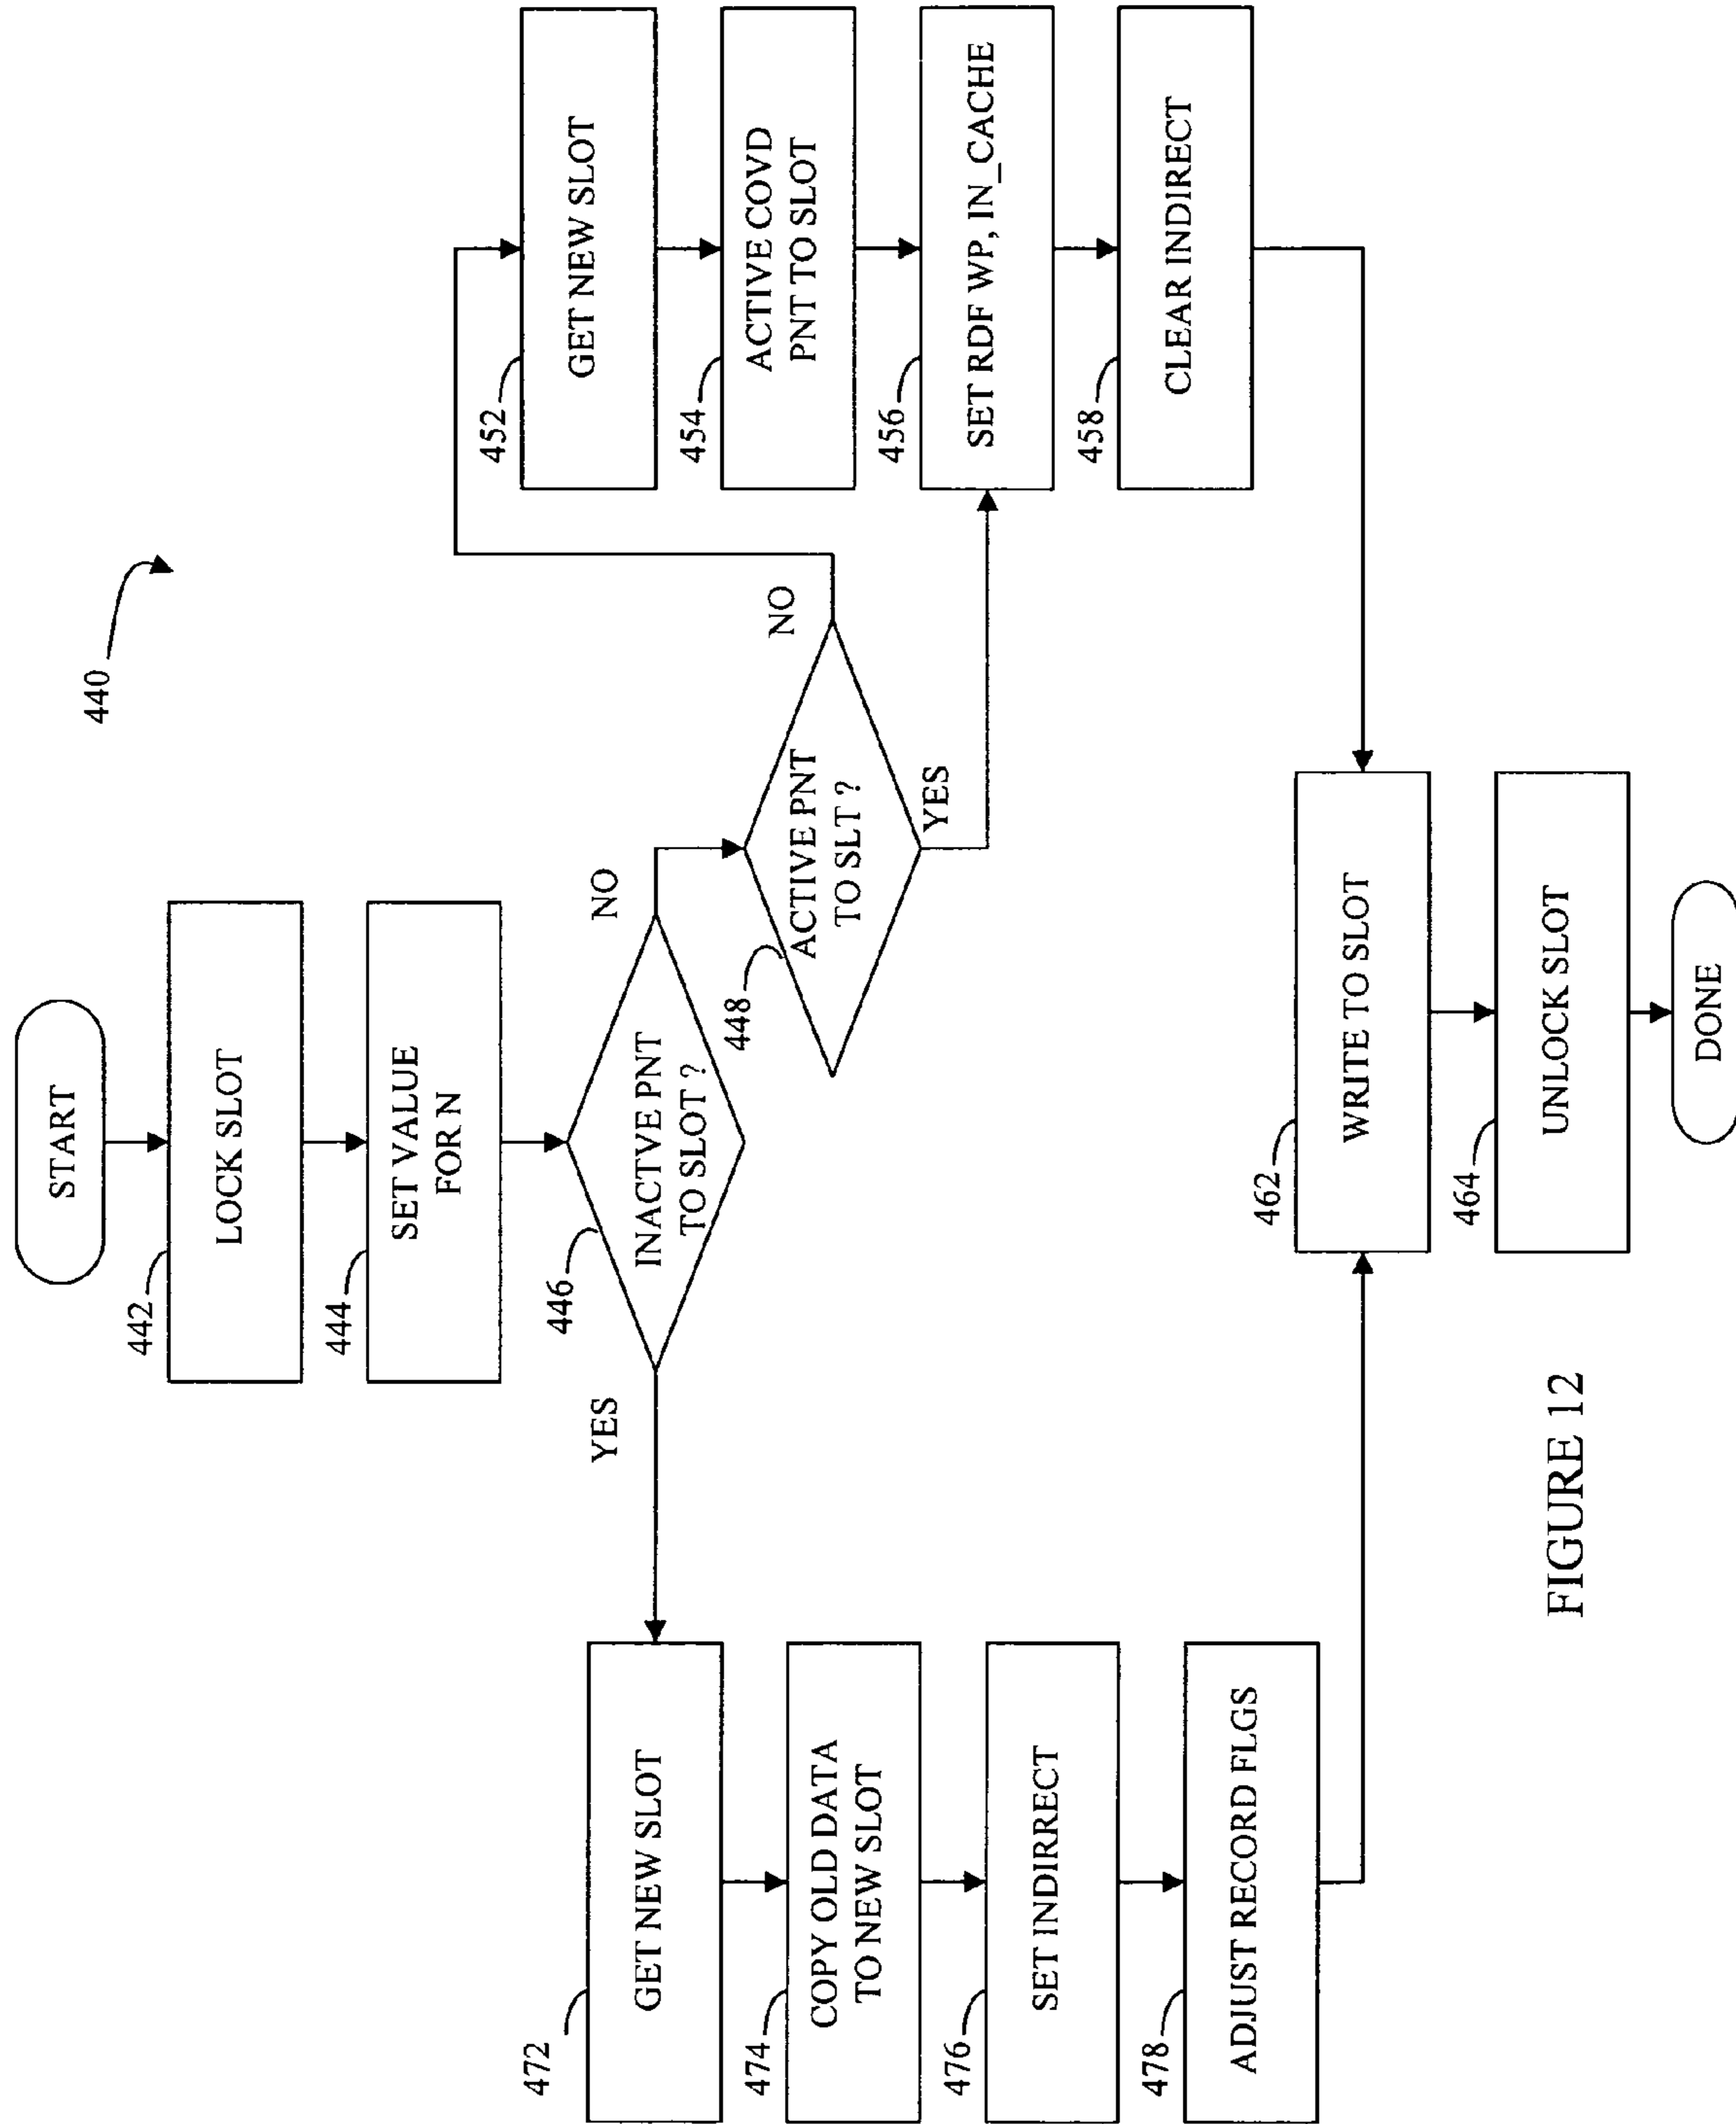 440
START
442
LOCK SLOT
444
SET VALUE
FOR N
446
INACTVE PNT
TO SLOT ?
YES
NO
448
ACTIVE PNT
TO SLT ?
NO
YES
452
GET NEW SLOT
454
ACTIVE COVD
PNT TO SLOT
456
SET RDF WP, IN_CACHE
458
CLEAR INDIRECT
472
GET NEW SLOT
474
COPY OLD DATA
TO NEW SLOT
476
SET INDIRRECT
478
ADJUST RECORD FLGS
462
WRITE TO SLOT
464
UNLOCK SLOT
DONE
FIGURE 12